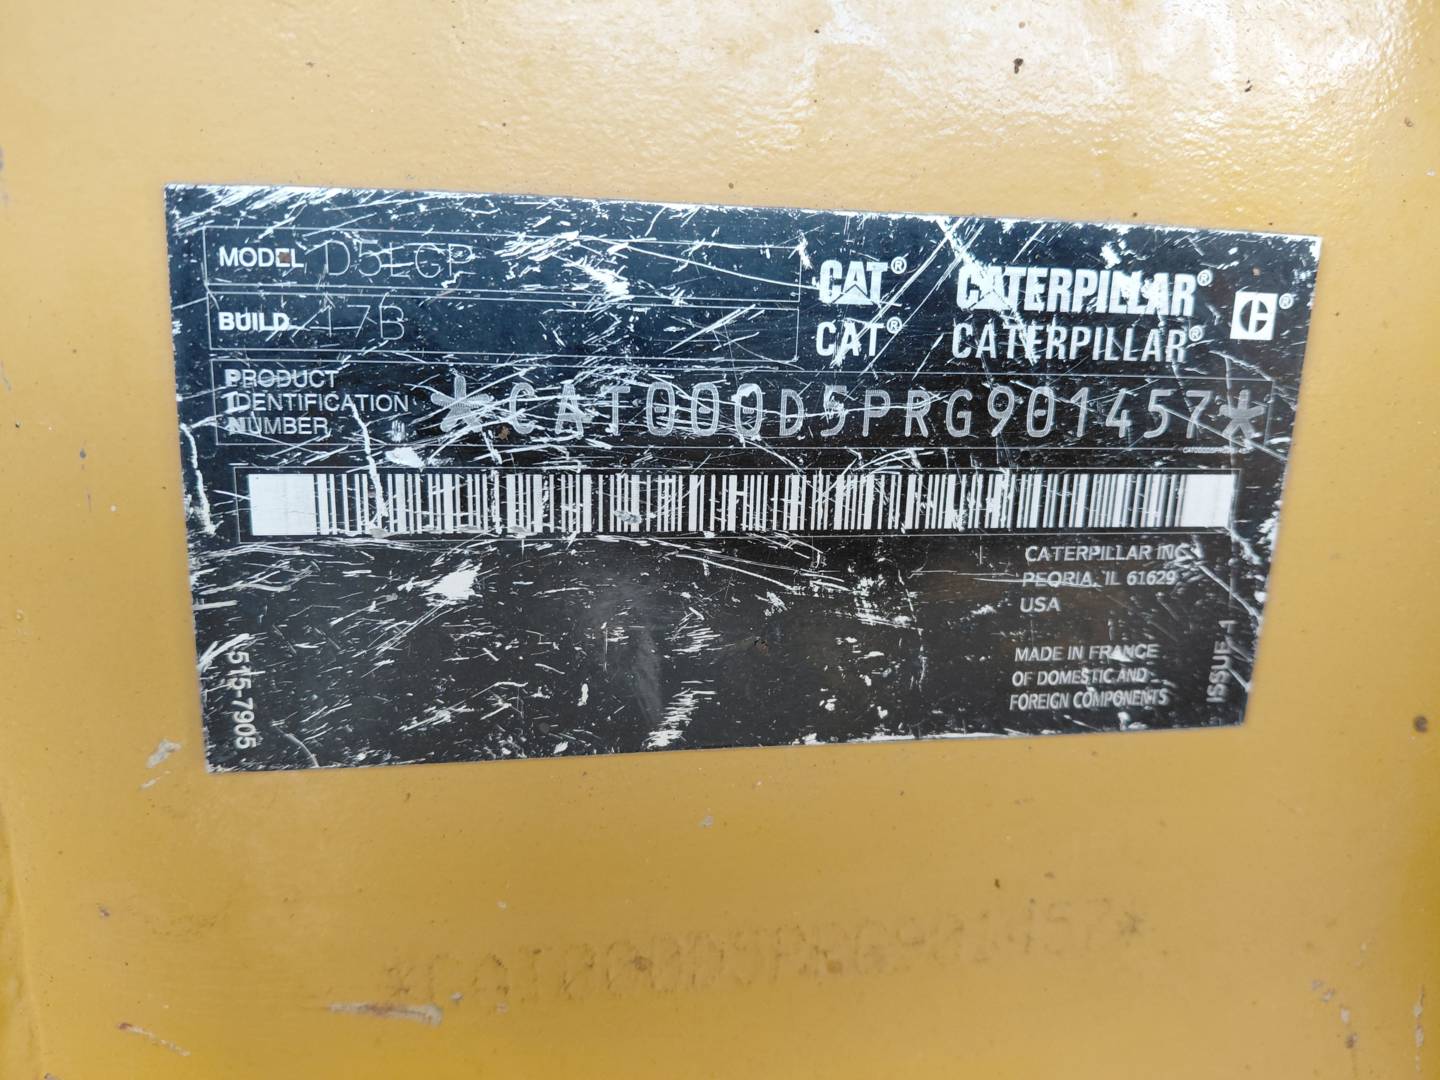 MODEL D5LGP
BUILD 17B
CAT® CATERPILLAR®
CAT® CATERPILLAR®
PRODUCT
IDENTIFICATION
NUMBER
*CAT000D5PRG901457*
CATERPILLAR INC.
PEORIA, IL 61629
USA
MADE IN FRANCE
OF DOMESTIC AND
FOREIGN COMPONENTS
515-7905
ISSUE-1